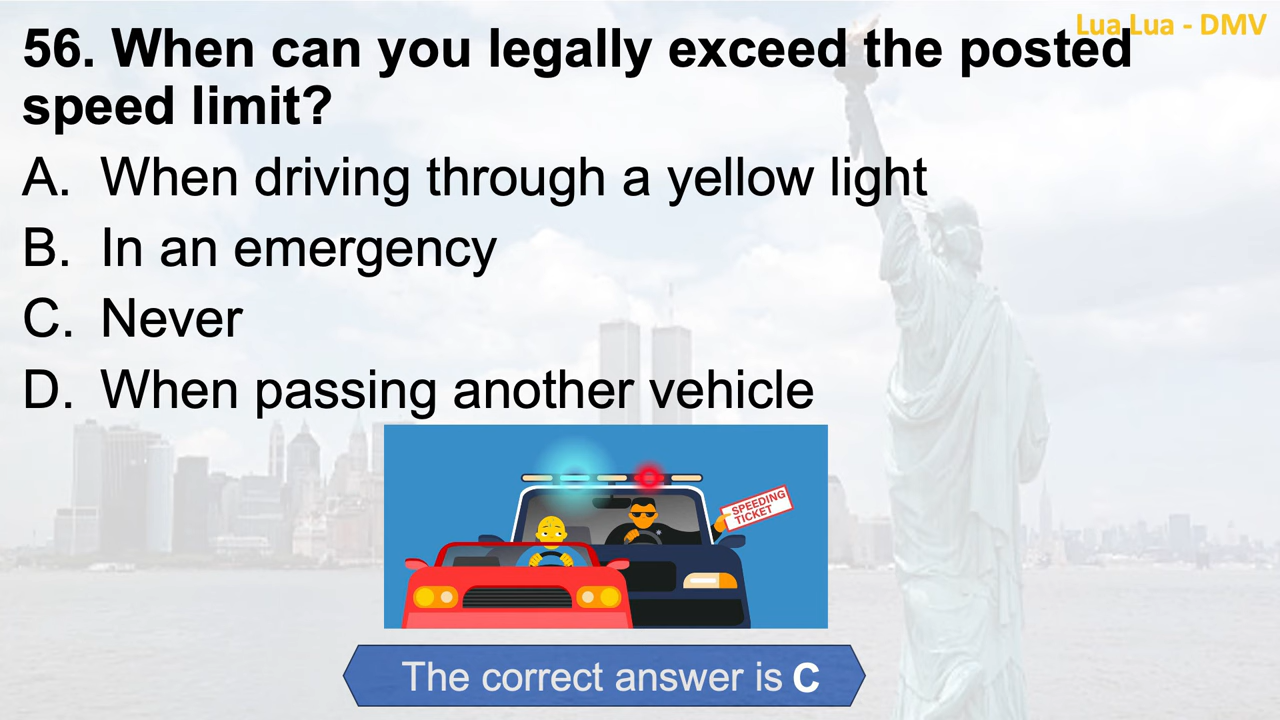 Lua Lua - DMV
56. When can you legally exceed the posted
speed limit?
A. When driving through a yellow light
B. In an emergency
C. Never
D. When passing another vehicle
SPEEDING
TICKET
The correct answer is C